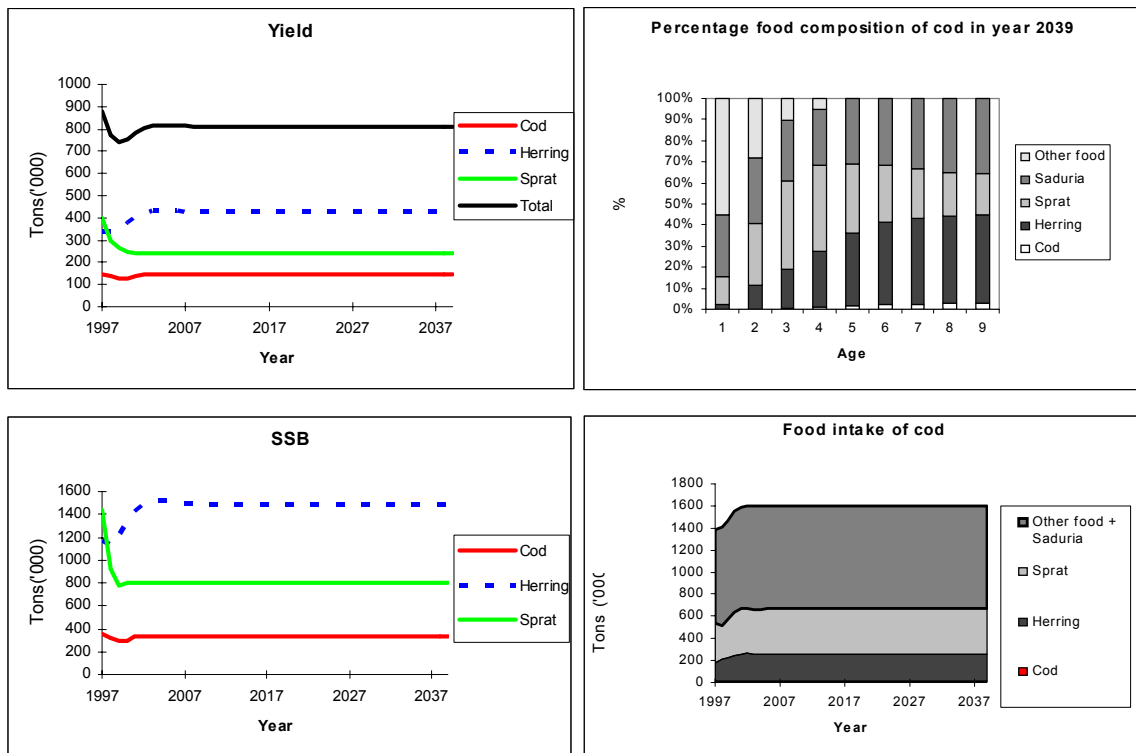 Yield
1000
900
800
700
600
500
400
300
200
100
0
Tons('000)
1997 2007 2017 2027 2037
Year
Cod
Herring
Sprat
Total
Percentage food composition of cod in year 2039
100%
90%
80%
70%
60%
50%
40%
30%
20%
10%
0%
%
1 2 3 4 5 6 7 8 9
Age
Other food
Saduria
Sprat
Herring
Cod
SSB
1600
1400
1200
1000
800
600
400
200
0
Tons('000)
1997 2007 2017 2027 2037
Year
Cod
Herring
Sprat
Food intake of cod
1800
1600
1400
1200
1000
800
600
400
200
0
Tons ('000
1997 2007 2017 2027 2037
Year
Other food +
Saduria
Sprat
Herring
Cod